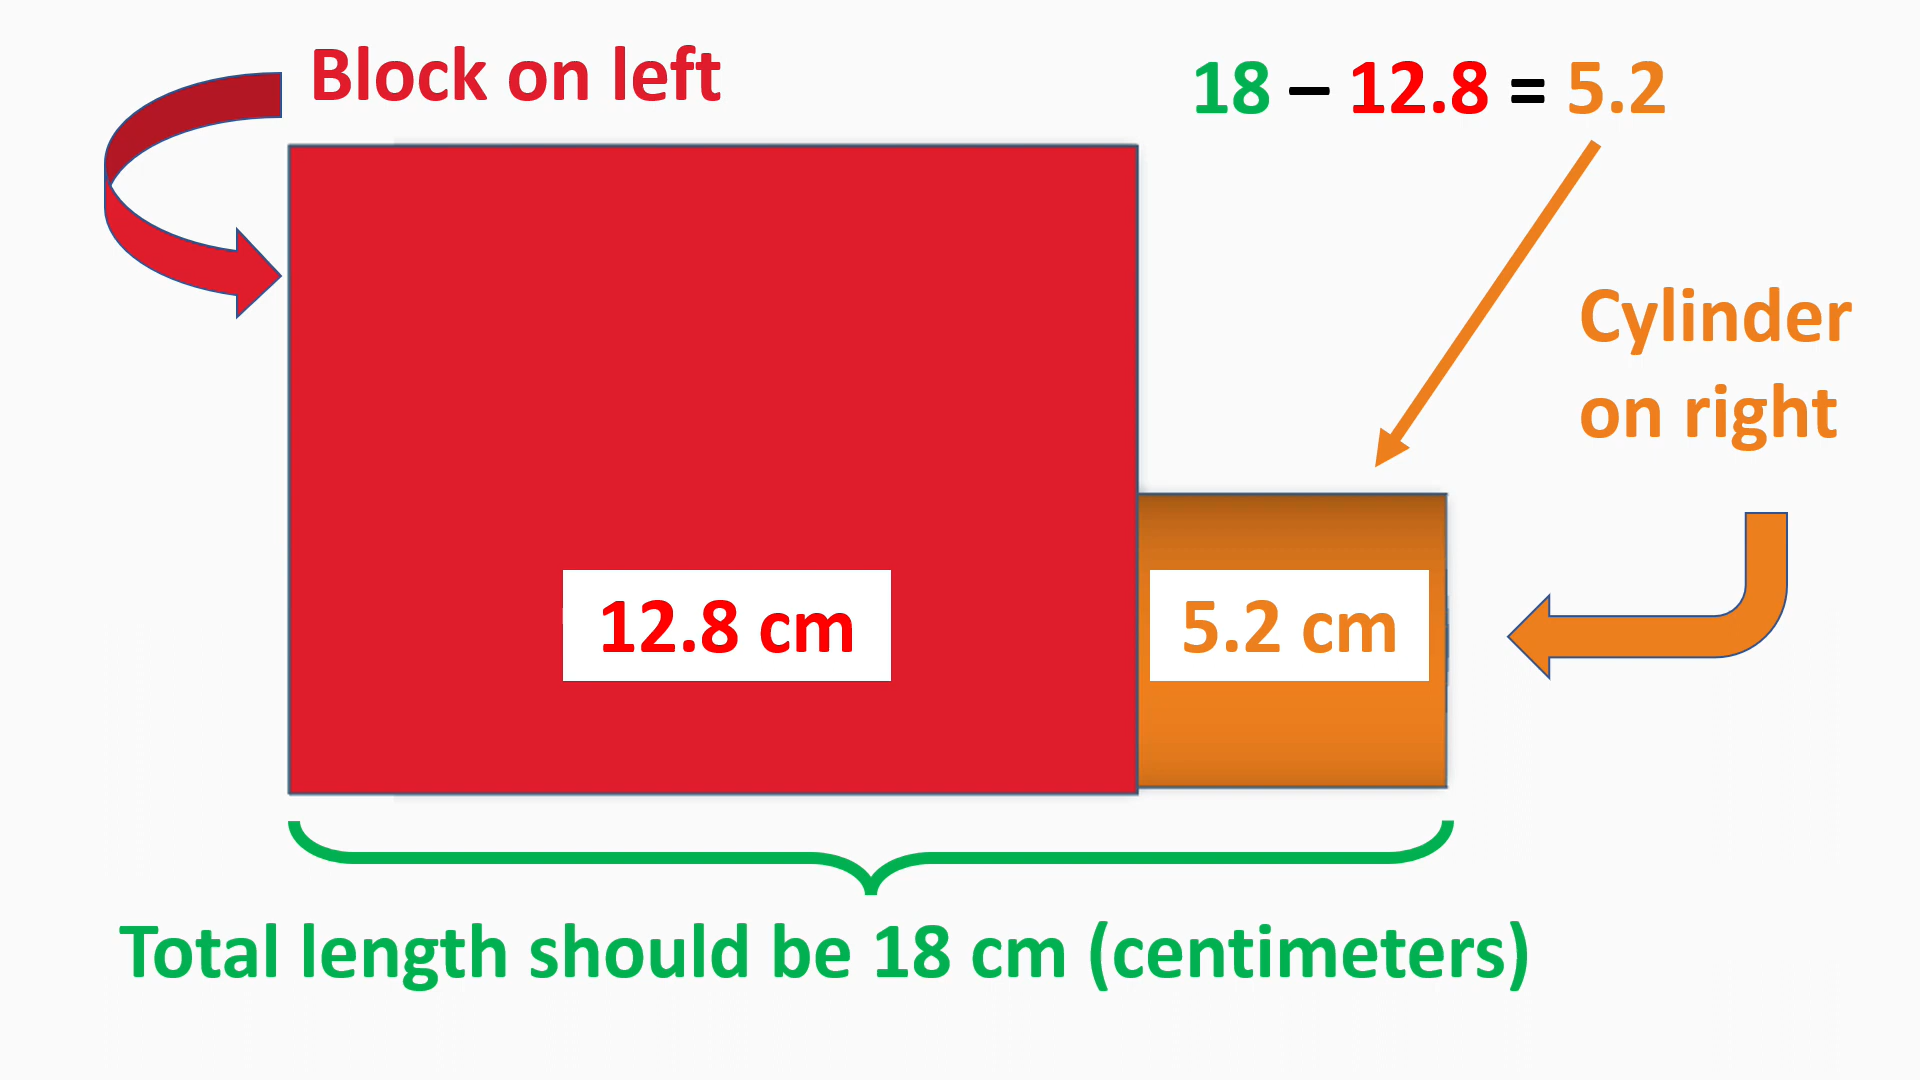 Block on left
18 – 12.8 = 5.2
Cylinder
on right
12.8 cm
5.2 cm
Total length should be 18 cm (centimeters)